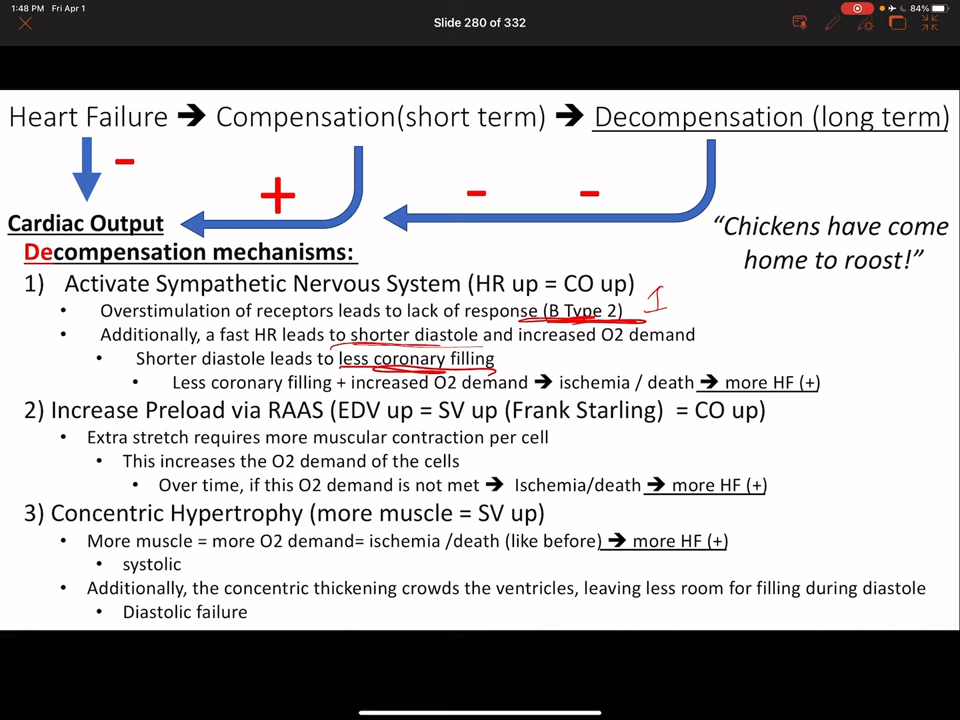 1:48 PM Fri Apr 1
84%
Slide 280 of 332
Heart Failure ➔ Compensation(short term) ➔ Decompensation (long term)
-
+
- -
Cardiac Output
"Chickens have come
home to roost!"
Decompensation mechanisms:
1) Activate Sympathetic Nervous System (HR up = CO up)
• Overstimulation of receptors leads to lack of response (B Type 2) I
• Additionally, a fast HR leads to shorter diastole and increased O2 demand
• Shorter diastole leads to less coronary filling
• Less coronary filling + increased O2 demand ➔ ischemia / death ➔ more HF (+)
2) Increase Preload via RAAS (EDV up = SV up (Frank Starling) = CO up)
• Extra stretch requires more muscular contraction per cell
• This increases the O2 demand of the cells
• Over time, if this O2 demand is not met ➔ Ischemia/death ➔ more HF (+)
3) Concentric Hypertrophy (more muscle = SV up)
• More muscle = more O2 demand= ischemia /death (like before) ➔ more HF (+)
• systolic
• Additionally, the concentric thickening crowds the ventricles, leaving less room for filling during diastole
• Diastolic failure